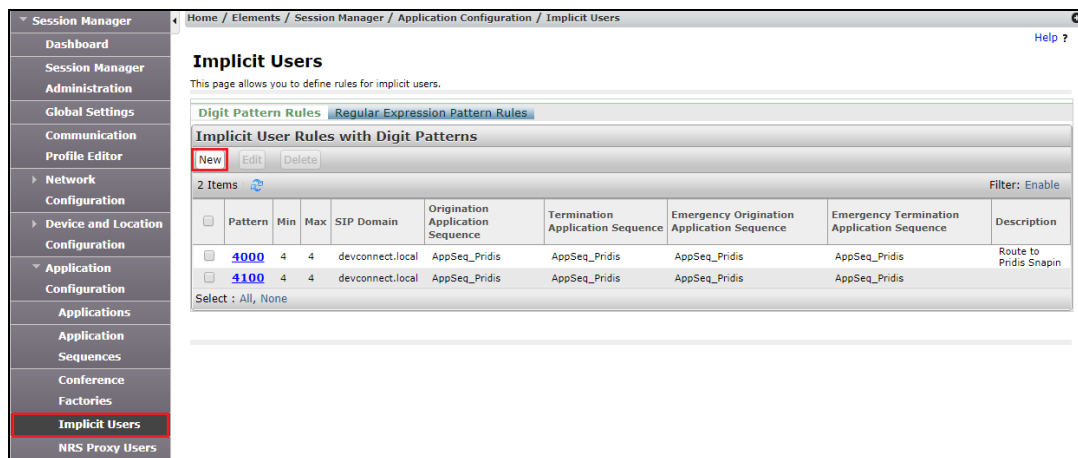 Session Manager
Dashboard
Session Manager
Administration
Global Settings
Communication
Profile Editor
Network
Configuration
Device and Location
Configuration
Application
Configuration
Applications
Application
Sequences
Conference
Factories
Implicit Users
NRS Proxy Users
Home / Elements / Session Manager / Application Configuration / Implicit Users
Help ?
Implicit Users
This page allows you to define rules for implicit users.
Digit Pattern Rules Regular Expression Pattern Rules
Implicit User Rules with Digit Patterns
New Edit Delete
2 Items Filter: Enable
Pattern Min Max SIP Domain Origination Application Sequence Termination Application Sequence Emergency Origination Application Sequence Emergency Termination Application Sequence Description
4000 4 4 devconnect.local AppSeq_Pridis AppSeq_Pridis AppSeq_Pridis AppSeq_Pridis Route to Pridis Snapin
4100 4 4 devconnect.local AppSeq_Pridis AppSeq_Pridis AppSeq_Pridis AppSeq_Pridis
Select : All, None